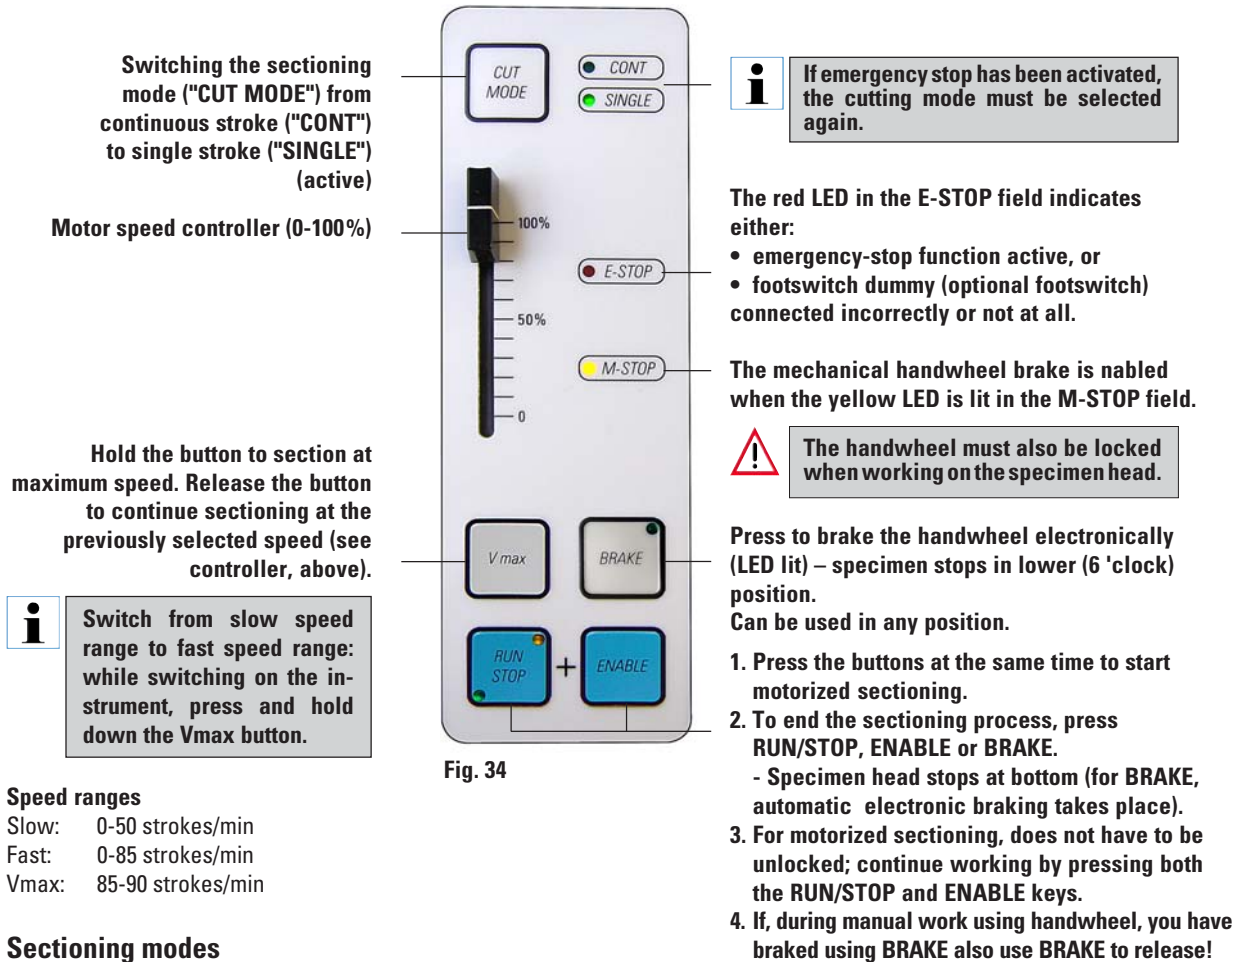 Switching the sectioning
mode ("CUT MODE") from
continuous stroke ("CONT")
to single stroke ("SINGLE")
(active)
Motor speed controller (0-100%)
Hold the button to section at
maximum speed. Release the button
to continue sectioning at the
previously selected speed (see
controller, above).
i
Switch from slow speed
range to fast speed range:
while switching on the in-
strument, press and hold
down the Vmax button.
Speed ranges
Slow: 0-50 strokes/min
Fast: 0-85 strokes/min
Vmax: 85-90 strokes/min
Sectioning modes
CUT
MODE
CONT
SINGLE
100%
E-STOP
50%
M-STOP
0
V max
BRAKE
RUN
STOP
+
ENABLE
Fig. 34
i
If emergency stop has been activated,
the cutting mode must be selected
again.
The red LED in the E-STOP field indicates
either:
• emergency-stop function active, or
• footswitch dummy (optional footswitch)
connected incorrectly or not at all.
The mechanical handwheel brake is nabled
when the yellow LED is lit in the M-STOP field.
!
The handwheel must also be locked
when working on the specimen head.
Press to brake the handwheel electronically
(LED lit) – specimen stops in lower (6 'clock)
position.
Can be used in any position.
1. Press the buttons at the same time to start
motorized sectioning.
2. To end the sectioning process, press
RUN/STOP, ENABLE or BRAKE.
- Specimen head stops at bottom (for BRAKE,
automatic electronic braking takes place).
3. For motorized sectioning, does not have to be
unlocked; continue working by pressing both
the RUN/STOP and ENABLE keys.
4. If, during manual work using handwheel, you have
braked using BRAKE also use BRAKE to release!